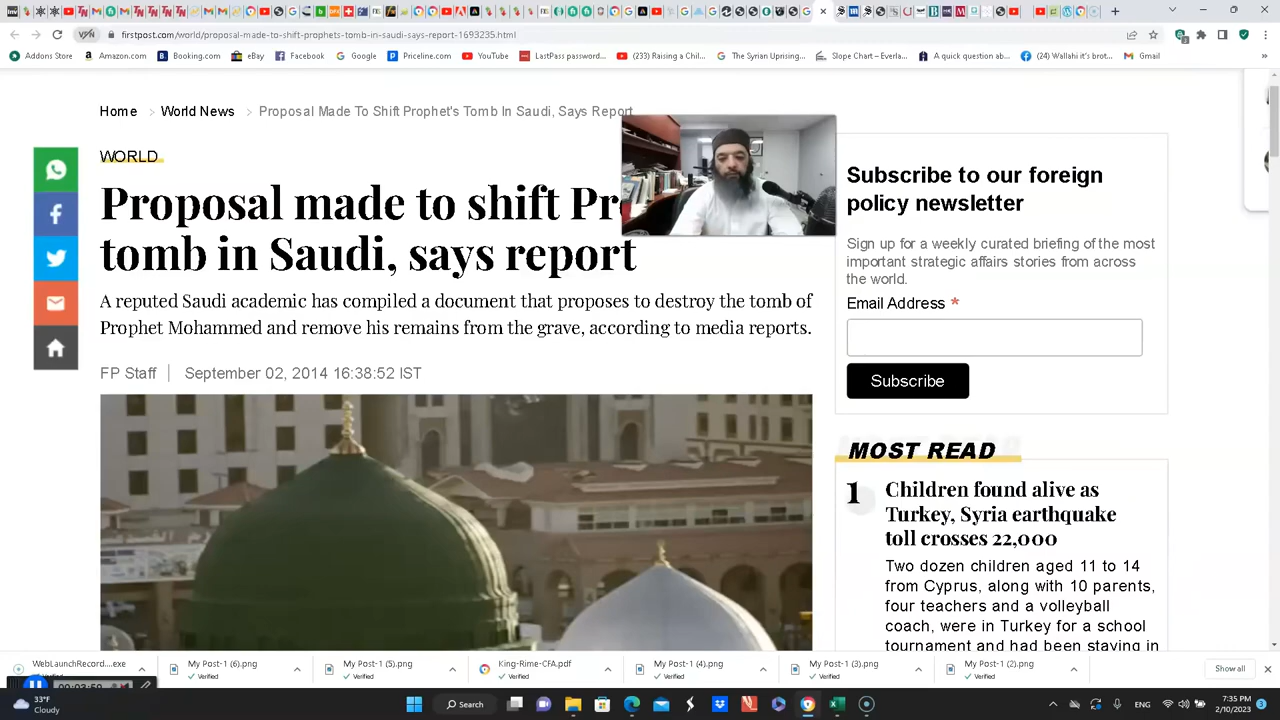 firstpost.com/world/proposal-made-to-shift-prophets-tomb-in-saudi-says-report-1693235.html
Addons Store Amazon.com Booking.com eBay Facebook Google Priceline.com YouTube LastPass password... (233) Raising a Chil... The Syrian Uprising:... Slope Chart – Everla... A quick question ab... (24) Wallahi it's brot... Gmail »
Home > World News > Proposal Made To Shift Prophet's Tomb In Saudi, Says Report
WORLD
Proposal made to shift Pro
tomb in Saudi, says report
A reputed Saudi academic has compiled a document that proposes to destroy the tomb of
Prophet Mohammed and remove his remains from the grave, according to media reports.
FP Staff | September 02, 2014 16:38:52 IST
Subscribe to our foreign
policy newsletter
Sign up for a weekly curated briefing of the most
important strategic affairs stories from across
the world.
Email Address *
Subscribe
MOST READ
1 Children found alive as
Turkey, Syria earthquake
toll crosses 22,000
Two dozen children aged 11 to 14
from Cyprus, along with 10 parents,
four teachers and a volleyball
coach, were in Turkey for a school
tournament and had been staying in
WebLaunchRecord....exe My Post-1 (6).png My Post-1 (5).png King-Rime-CFA.pdf My Post-1 (4).png My Post-1 (3).png My Post-1 (2).png Show all
Verified Verified Verified Verified Verified Verified
33°F
Cloudy
Search
ENG
7:35 PM
2/10/2023
3